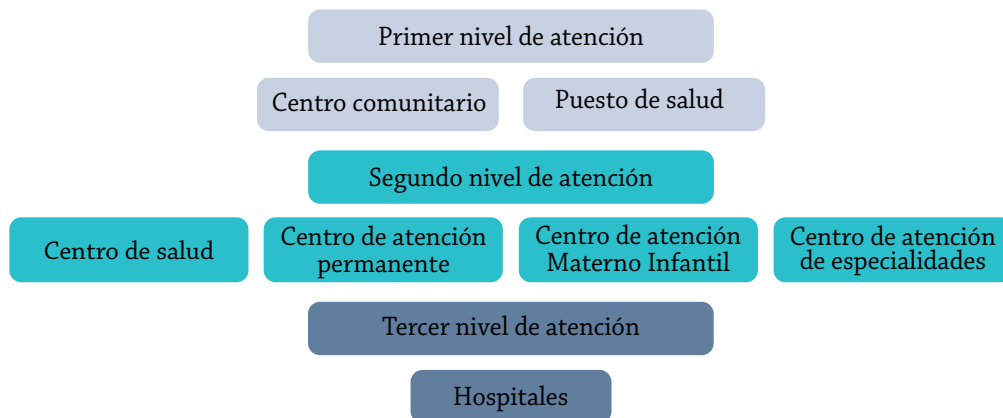 Primer nivel de atención
Centro comunitario
Puesto de salud
Segundo nivel de atención
Centro de salud
Centro de atención
permanente
Centro de atención
Materno Infantil
Centro de atención
de especialidades
Tercer nivel de atención
Hospitales